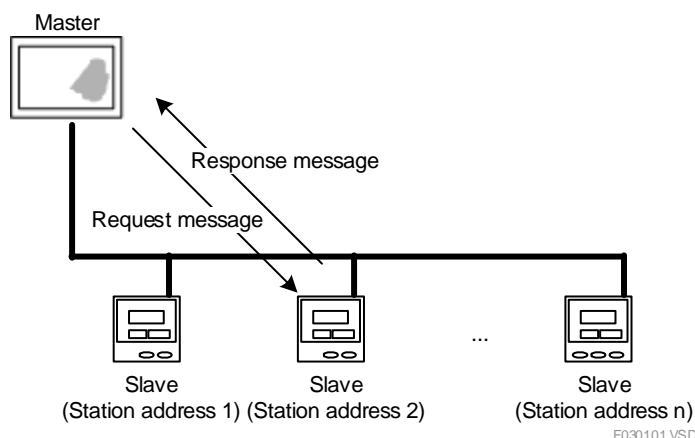 Master
Response message
Request message
...
Slave
(Station address 1)
Slave
(Station address 2)
Slave
(Station address n)
F030101.VSD